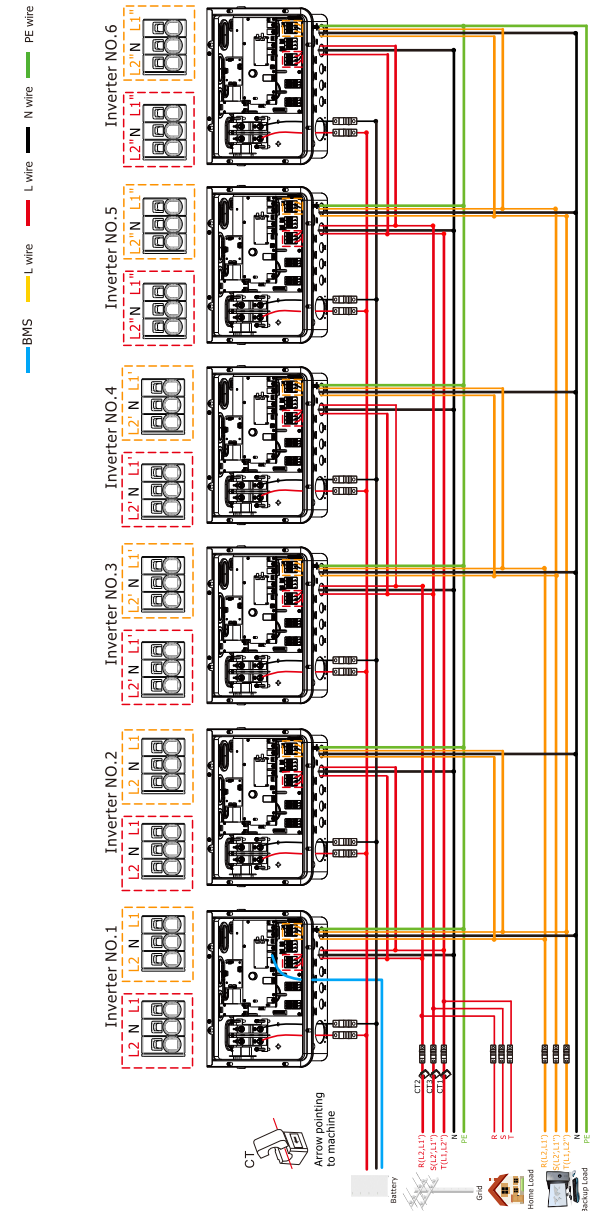 BMS L wire L wire N wire PE wire
Inverter NO.1
L2 N L1
L2 N L1
Inverter NO.2
L2 N L1
L2 N L1
Inverter NO.3
L2' N L1'
L2' N L1'
Inverter NO.4
L2' N L1'
L2' N L1'
Inverter NO.5
L2" N L1"
L2" N L1"
Inverter NO.6
L2" N L1"
L2" N L1"
CT
Arrow pointing
to machine
Battery
CT2
CT3
CT1
R(L2,L1')
S(L2',L1")
T(L1,L2")
N
PE
Grid
R
S
T
Home Load
R(L2,L1')
S(L2',L1")
T(L1,L2")
N
PE
Backup Load